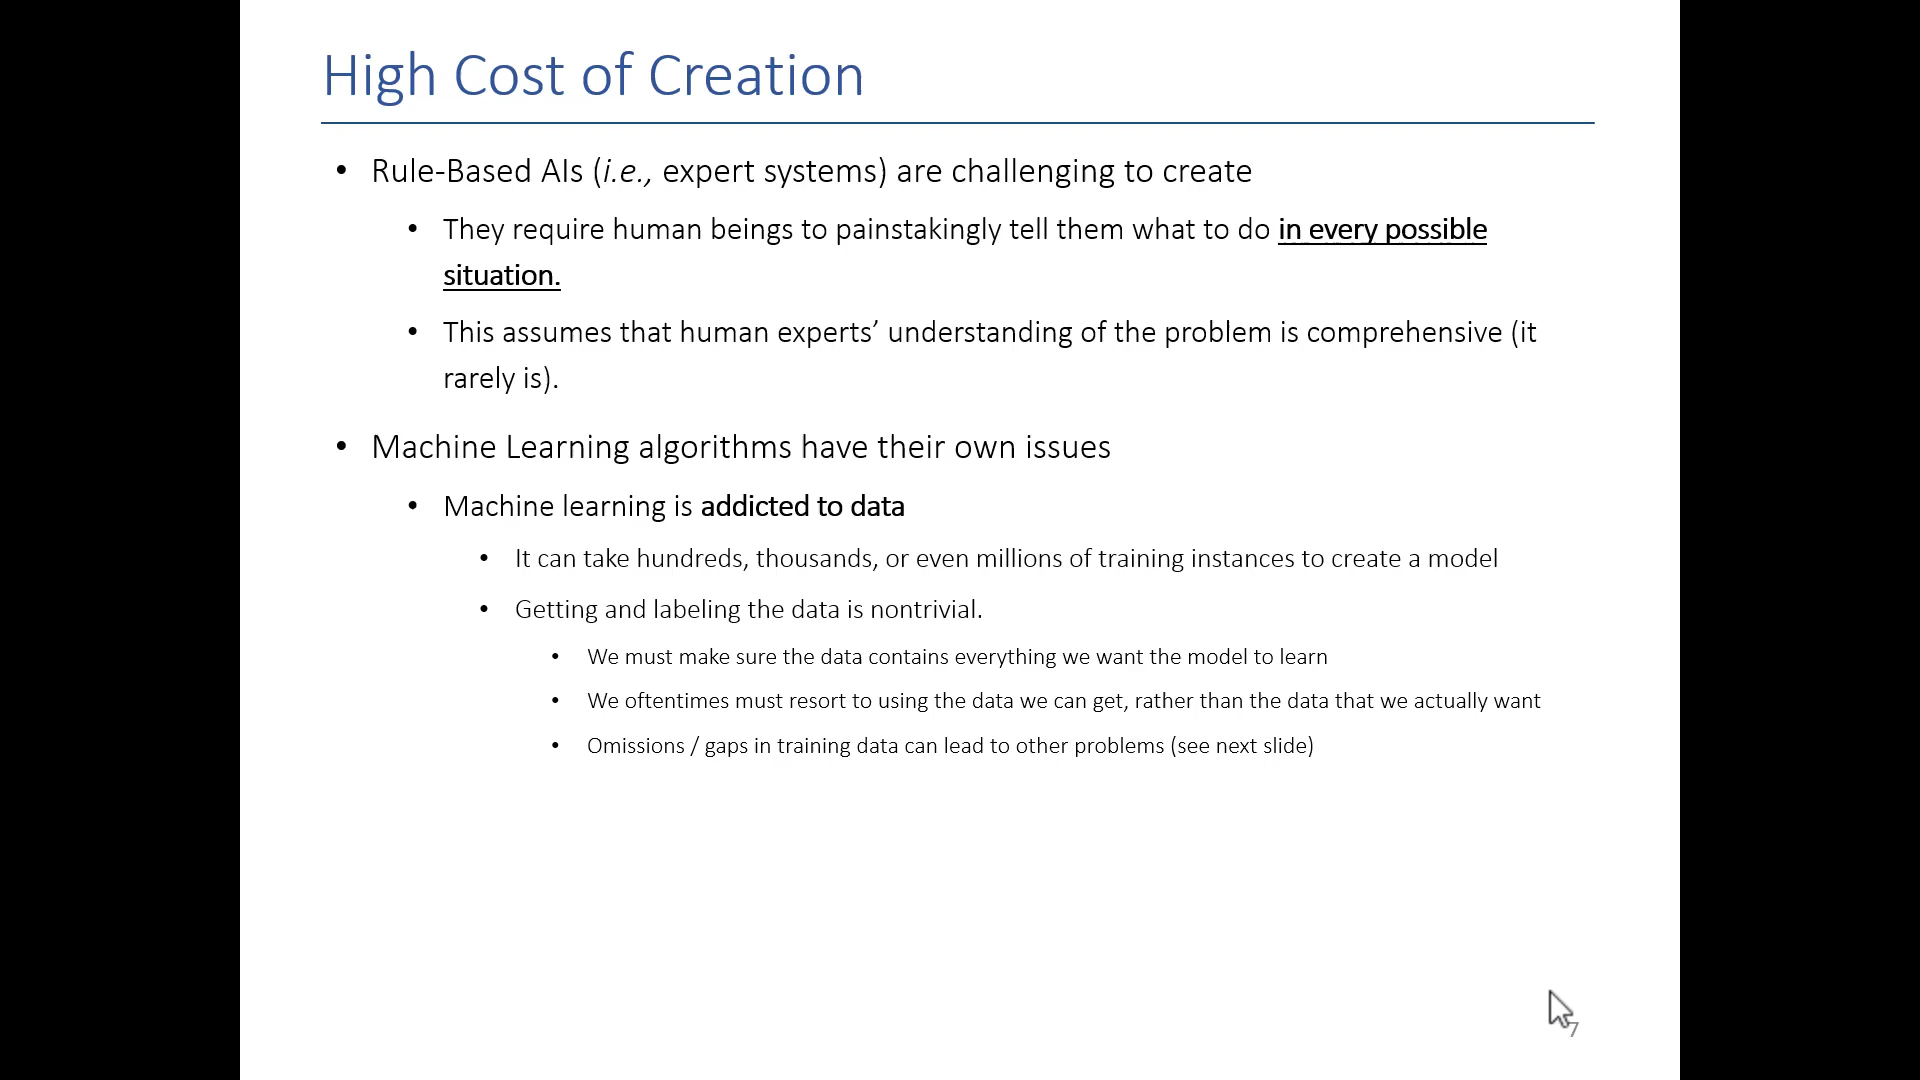 High Cost of Creation
• Rule-Based AIs (i.e., expert systems) are challenging to create
• They require human beings to painstakingly tell them what to do in every possible
situation.
• This assumes that human experts’ understanding of the problem is comprehensive (it
rarely is).
• Machine Learning algorithms have their own issues
• Machine learning is addicted to data
• It can take hundreds, thousands, or even millions of training instances to create a model
• Getting and labeling the data is nontrivial.
• We must make sure the data contains everything we want the model to learn
• We oftentimes must resort to using the data we can get, rather than the data that we actually want
• Omissions / gaps in training data can lead to other problems (see next slide)
7